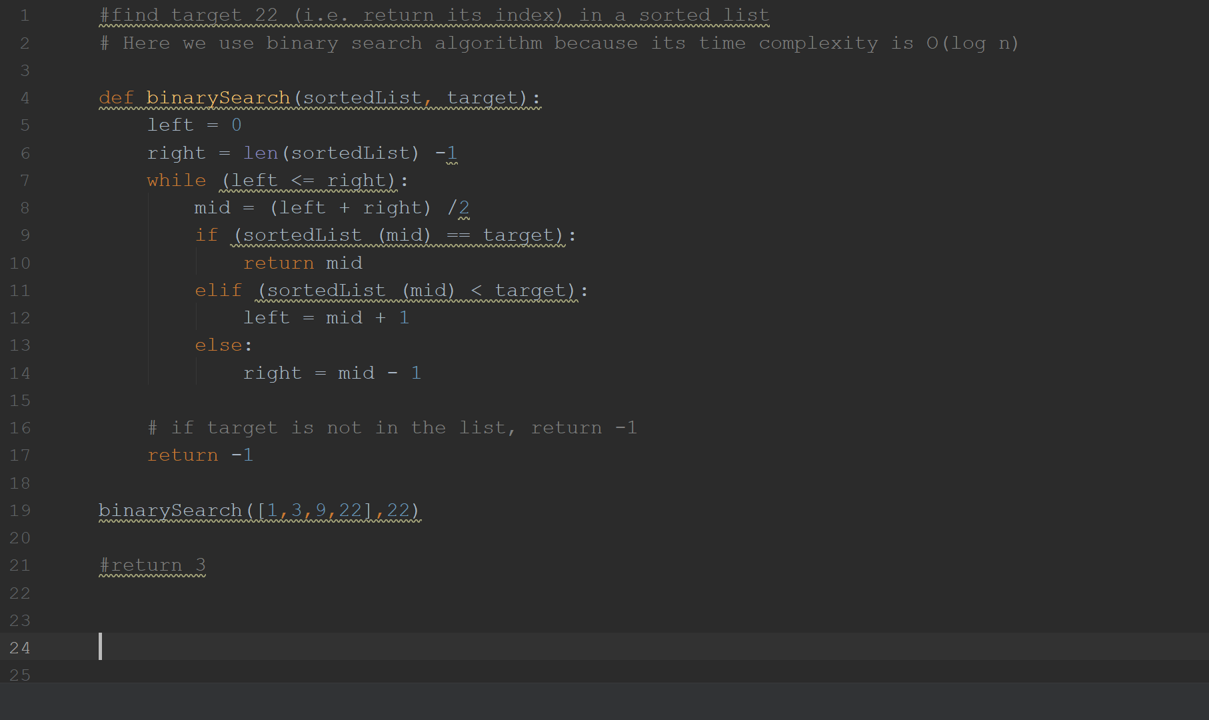 1 #find target 22 (i.e. return its index) in a sorted list
2 # Here we use binary search algorithm because its time complexity is O(log n)
3
4 def binarySearch(sortedList, target):
5     left = 0
6     right = len(sortedList) -1
7     while (left <= right):
8         mid = (left + right) /2
9         if (sortedList (mid) == target):
10             return mid
11         elif (sortedList (mid) < target):
12             left = mid + 1
13         else:
14             right = mid - 1
15
16     # if target is not in the list, return -1
17     return -1
18
19 binarySearch([1,3,9,22],22)
20
21 #return 3
22
23
24
25